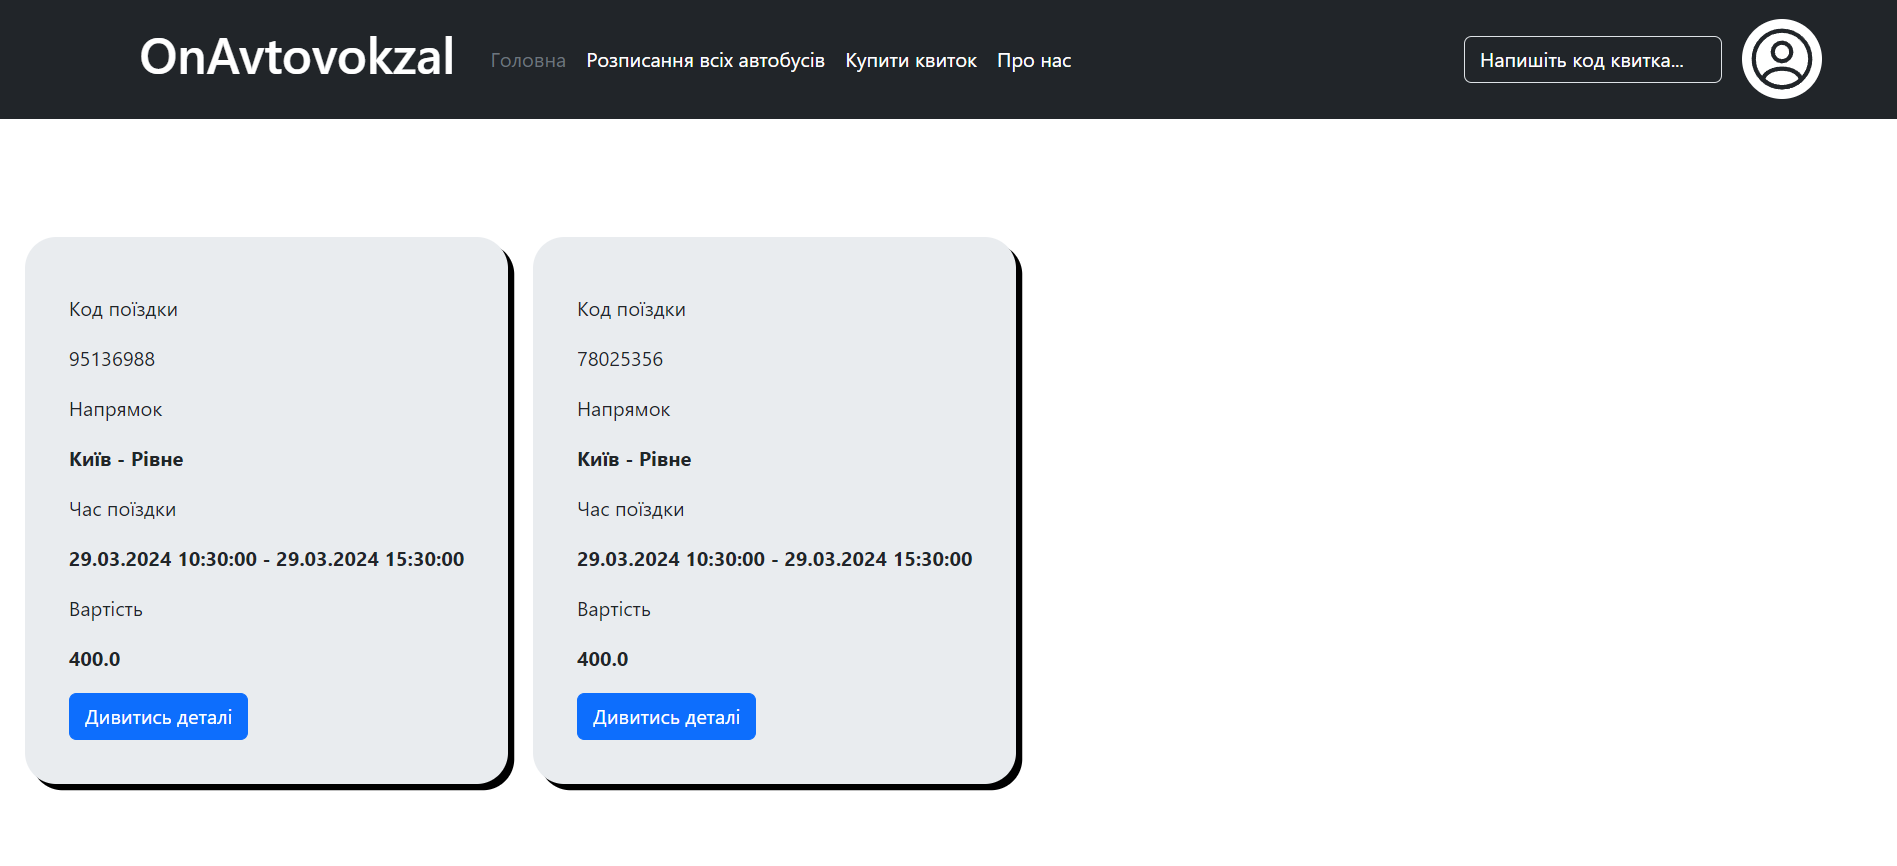 OnAvtovokzal
Головна
Розписання всіх автобусів
Купити квиток
Про нас
Напишіть код квитка...
Код поїздки
95136988
Напрямок
Київ - Рівне
Час поїздки
29.03.2024 10:30:00 - 29.03.2024 15:30:00
Вартість
400.0
Дивитись деталі
Код поїздки
78025356
Напрямок
Київ - Рівне
Час поїздки
29.03.2024 10:30:00 - 29.03.2024 15:30:00
Вартість
400.0
Дивитись деталі